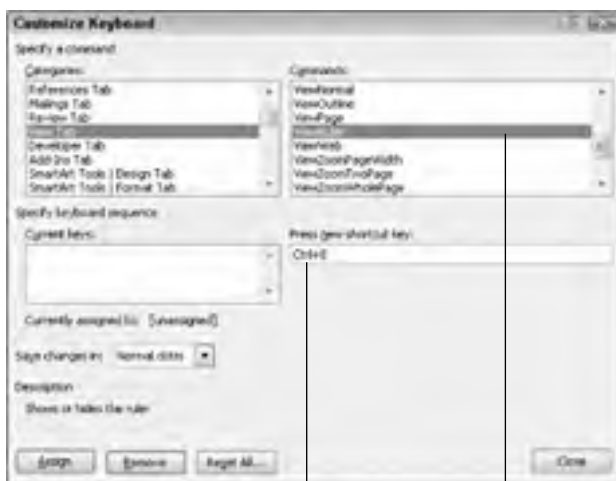 Customize Keyboard
Specify a command
Categories:
Commands:
References Tab
Mailings Tab
Review Tab
View Tab
Developer Tab
Add-Ins Tab
SmartArt Tools | Design Tab
SmartArt Tools | Format Tab
ViewNormal
ViewOutline
ViewPage
ViewRuler
ViewWeb
ViewZoomPageWidth
ViewZoomTwoPage
ViewZoomWholePage
Specify keyboard sequence
Current keys:
Press new shortcut key:
Currently assigned to: [unassigned]
Save changes in:
Description
Shows or hides the ruler
Assign
Remove
Reset All...
Close